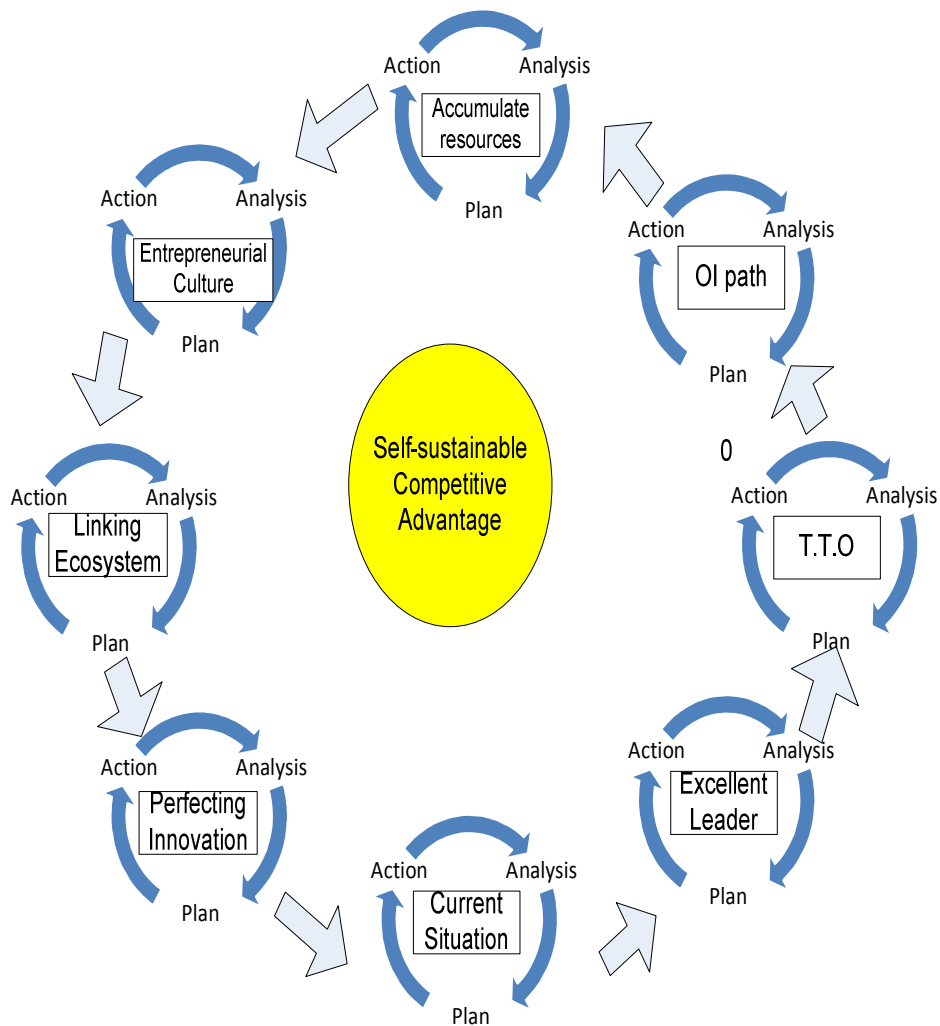 Action
Analysis
Accumulate
resources
Plan
Action
Analysis
Entrepreneurial
Culture
Plan
Action
Analysis
OI path
Plan
Self-sustainable
Competitive
Advantage
0
Action
Analysis
Linking
Ecosystem
Plan
Action
Analysis
T.T.O
Plan
Action
Analysis
Perfecting
Innovation
Plan
Action
Analysis
Excellent
Leader
Plan
Action
Analysis
Current
Situation
Plan